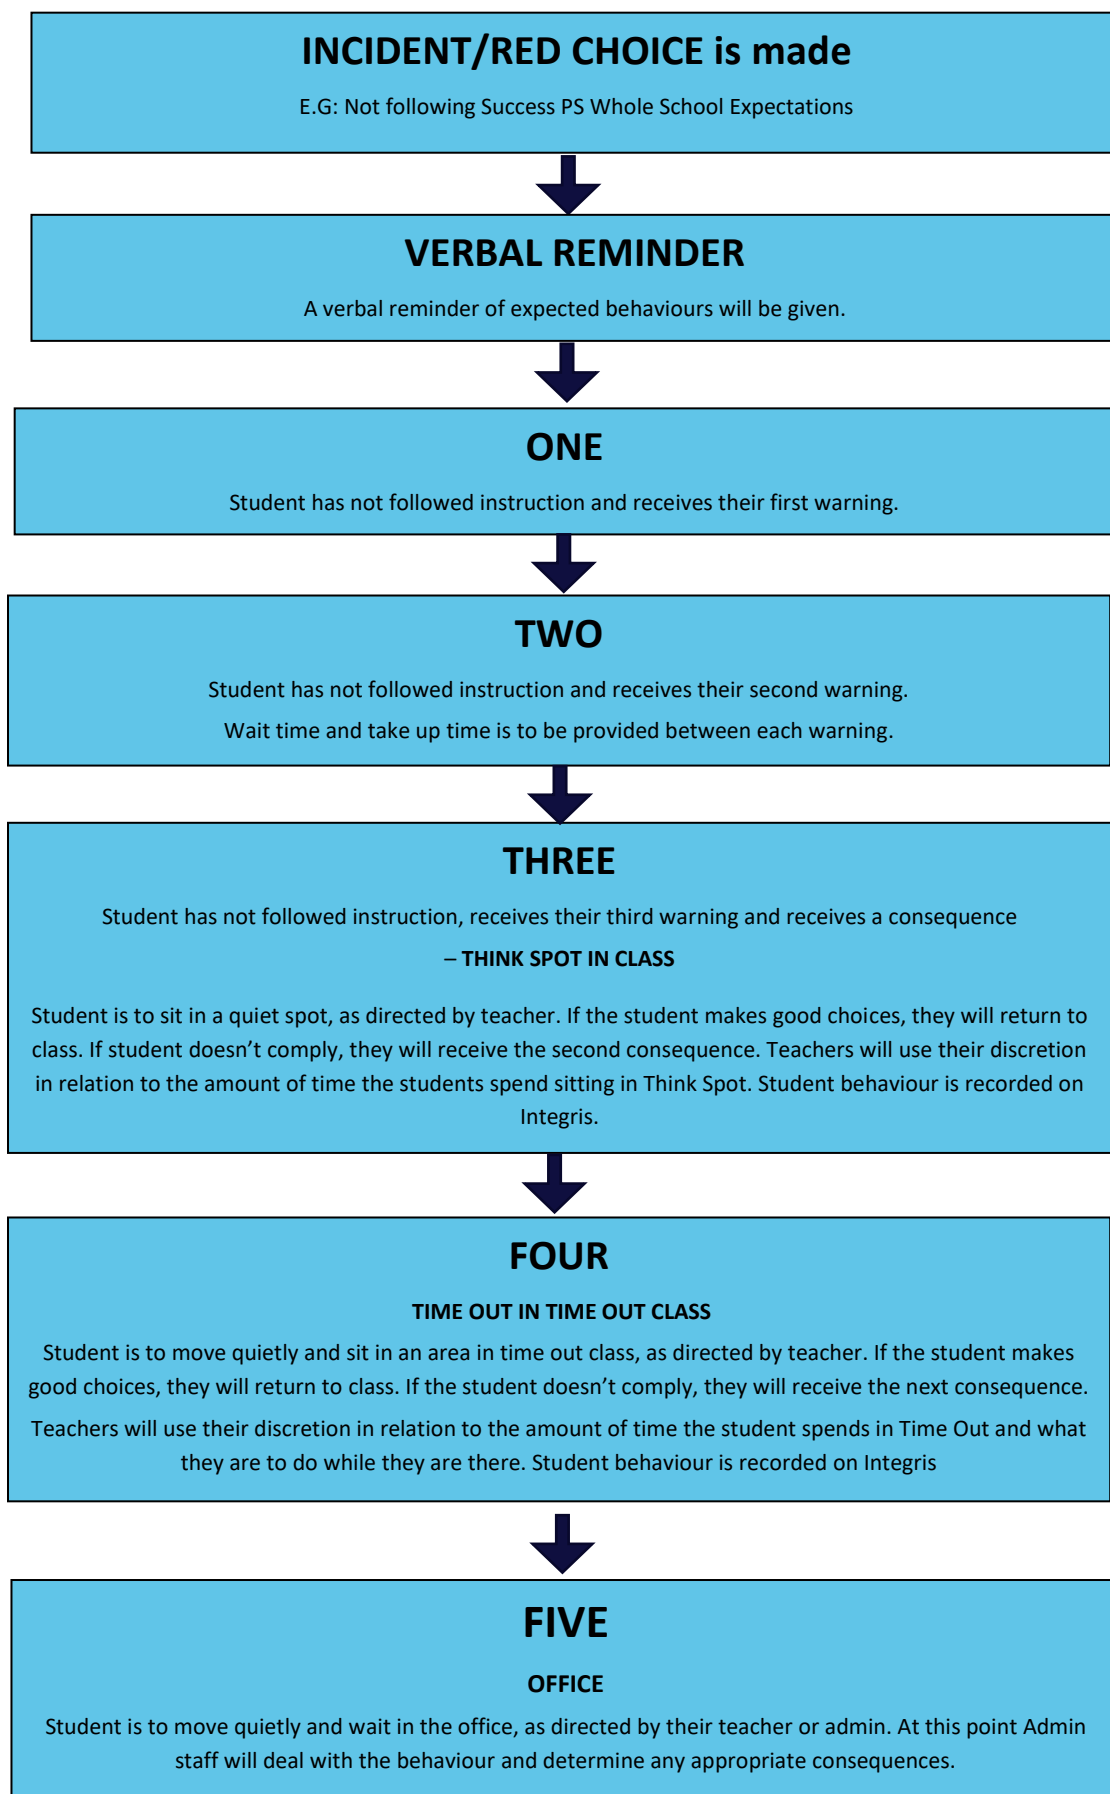 INCIDENT/RED CHOICE is made
E.G: Not following Success PS Whole School Expectations
VERBAL REMINDER
A verbal reminder of expected behaviours will be given.
ONE
Student has not followed instruction and receives their first warning.
TWO
Student has not followed instruction and receives their second warning.
Wait time and take up time is to be provided between each warning.
THREE
Student has not followed instruction, receives their third warning and receives a consequence
– THINK SPOT IN CLASS
Student is to sit in a quiet spot, as directed by teacher. If the student makes good choices, they will return to
class. If student doesn’t comply, they will receive the second consequence. Teachers will use their discretion
in relation to the amount of time the students spend sitting in Think Spot. Student behaviour is recorded on
Integris.
FOUR
TIME OUT IN TIME OUT CLASS
Student is to move quietly and sit in an area in time out class, as directed by teacher. If the student makes
good choices, they will return to class. If the student doesn’t comply, they will receive the next consequence.
Teachers will use their discretion in relation to the amount of time the student spends in Time Out and what
they are to do while they are there. Student behaviour is recorded on Integris
FIVE
OFFICE
Student is to move quietly and wait in the office, as directed by their teacher or admin. At this point Admin
staff will deal with the behaviour and determine any appropriate consequences.